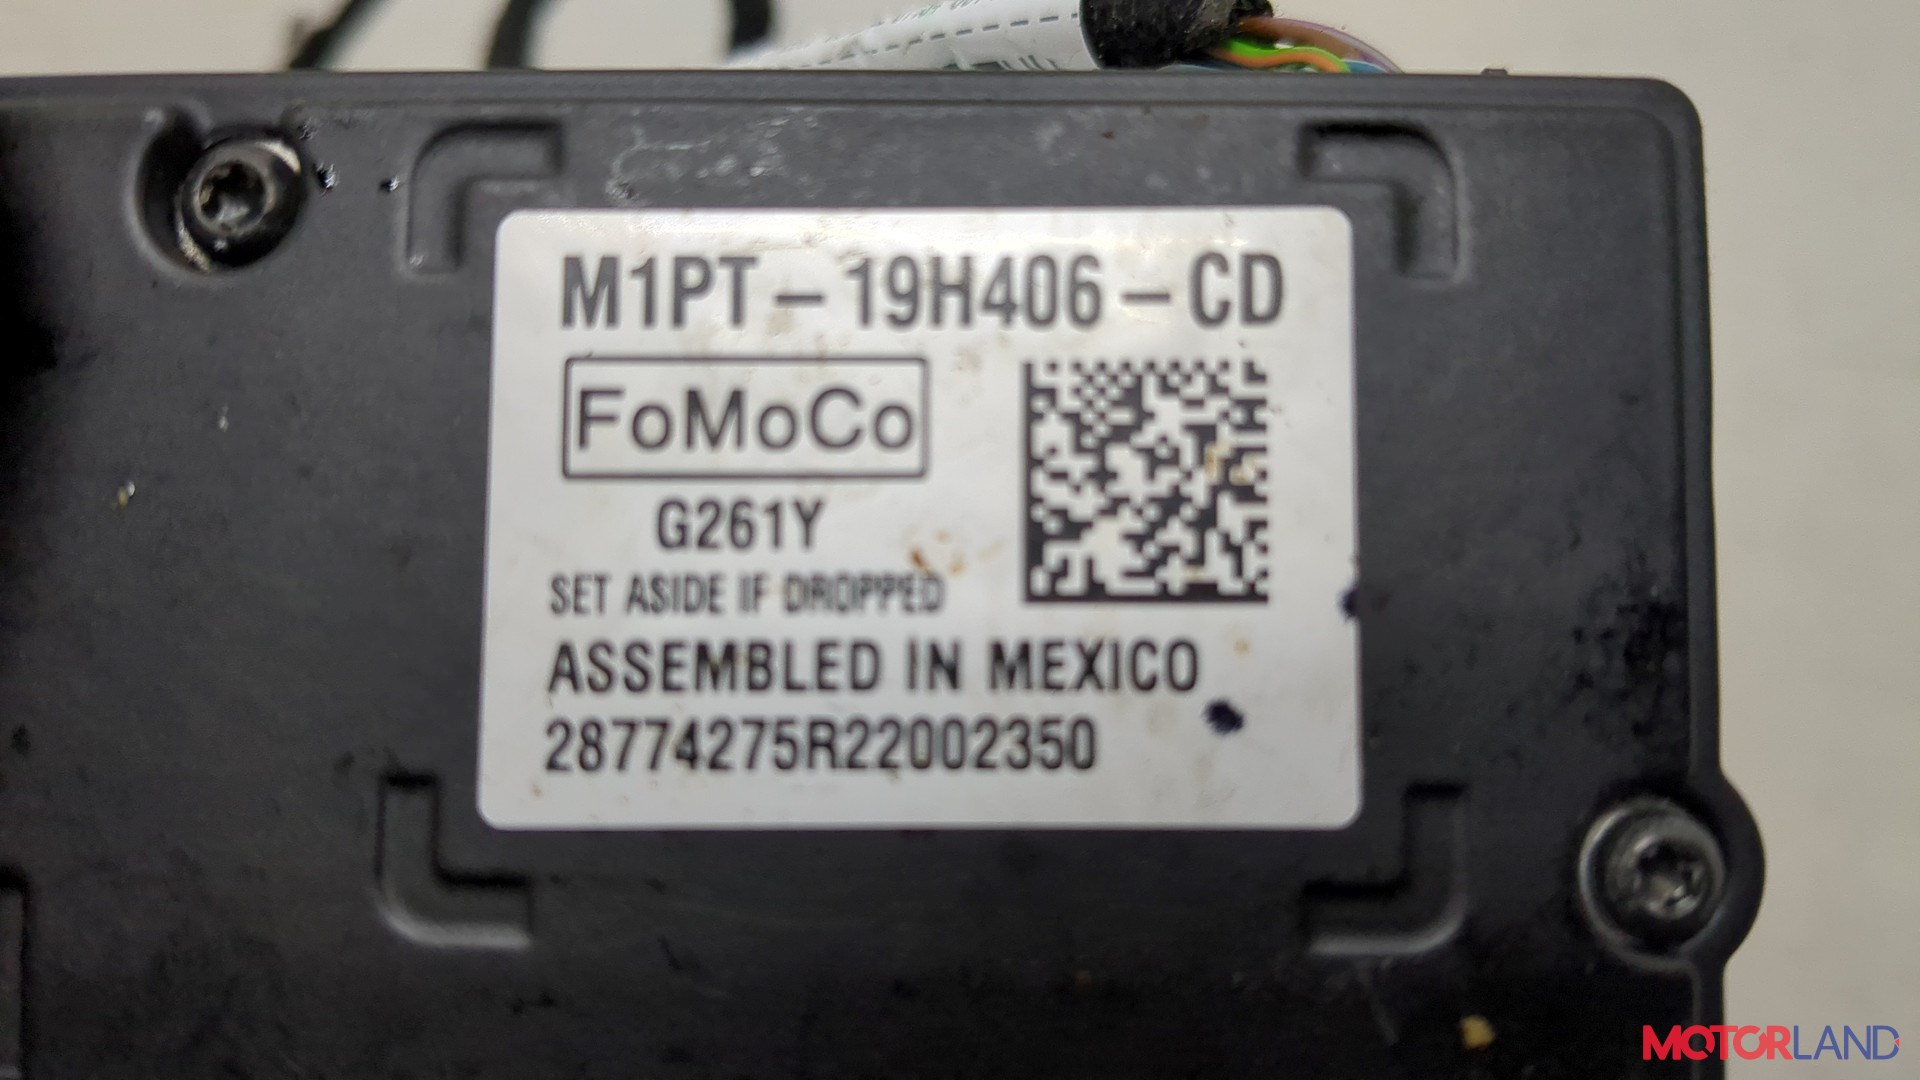 M1PT-19H406-CD
FoMoCo
G261Y
SET ASIDE IF DROPPED
ASSEMBLED IN MEXICO
28774275R22002350
MOTORLAND